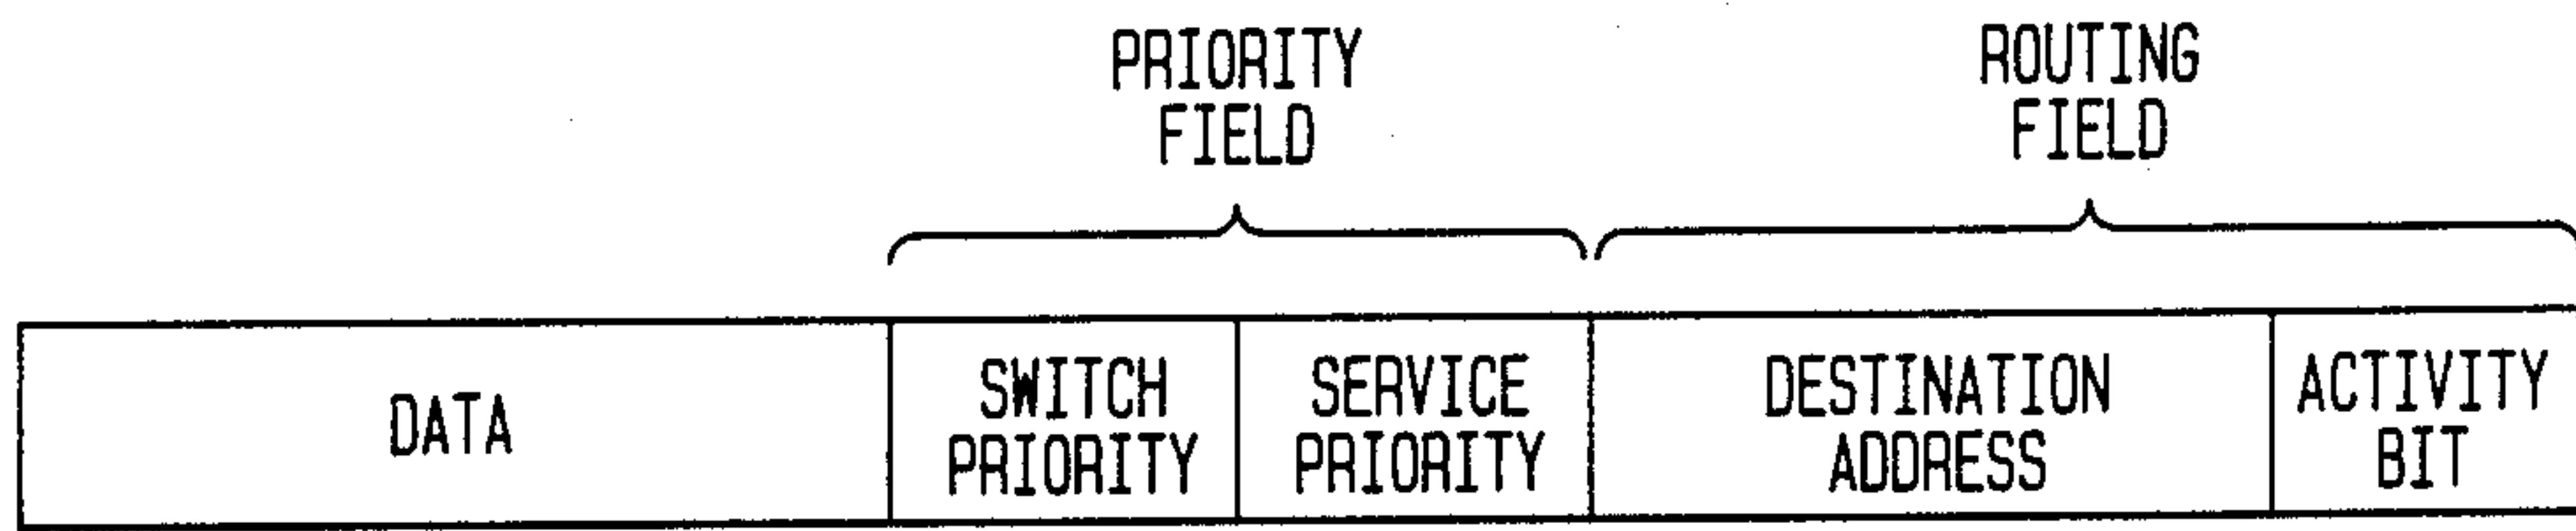 PRIORITY
FIELD
ROUTING
FIELD
DATA
SWITCH
PRIORITY
SERVICE
PRIORITY
DESTINATION
ADDRESS
ACTIVITY
BIT